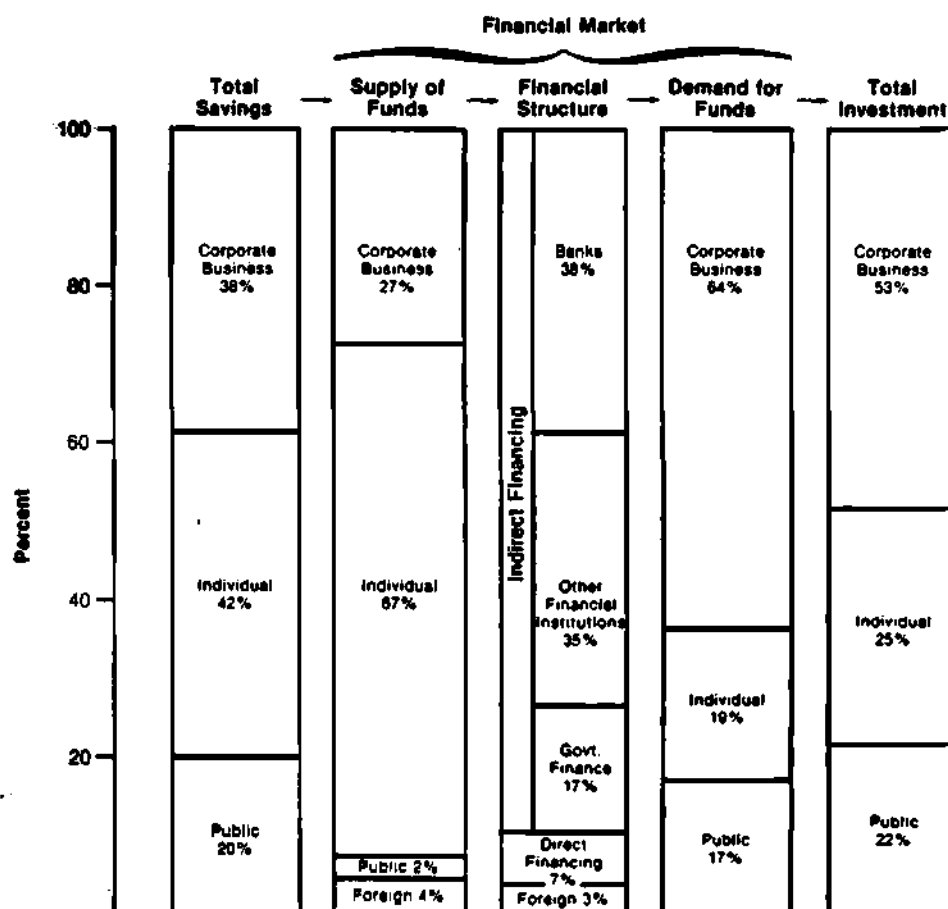 Financial Market
Total
Savings
Supply of
Funds
Financial
Structure
Demand for
Funds
Total
Investment
Percent
100
80
60
40
20
Corporate
Business
38%
Individual
42%
Public
20%
Corporate
Business
27%
Individual
67%
Public 2%
Foreign 4%
Indirect Financing
Banks
38%
Other
Financial
Institutions
35%
Govt.
Finance
17%
Direct
Financing
7%
Foreign 3%
Corporate
Business
64%
Individual
19%
Public
17%
Corporate
Business
53%
Individual
25%
Public
22%